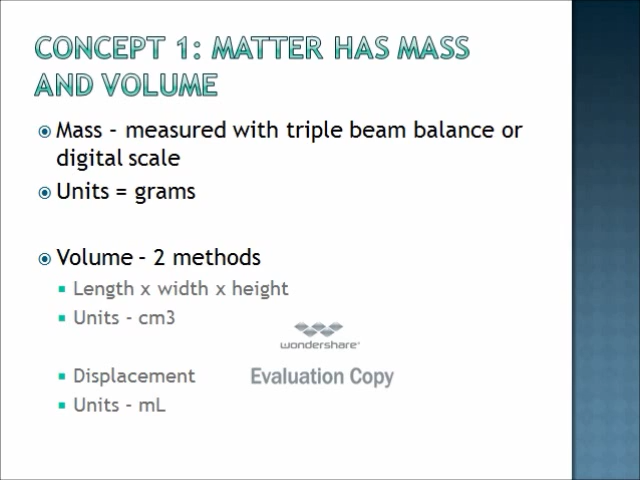 CONCEPT 1: MATTER HAS MASS
AND VOLUME
Mass - measured with triple beam balance or
digital scale
Units = grams
Volume - 2 methods
Length x width x height
Units - cm3
wondershare
Displacement
Evaluation Copy
Units - mL